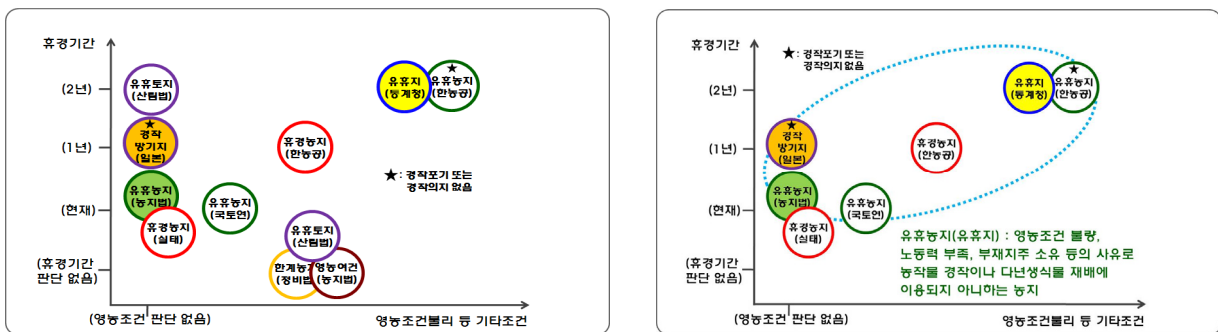 휴경기간
(2년)
(1년)
(현재)
(휴경기간
판단 없음)
유휴토지
(산림법)
★
경작
방기지
(일본)
유휴농지
(농지법)
휴경농지
(실태)
유휴농지
(국토연)
휴경농지
(한농공)
유휴지
(통계청)
★
유휴농지
(한농공)
★: 경작포기 또는
경작의지 없음
유휴토지
(산림법)
한계농지
(정비법)
영농여건
(농지법)
(영농조건 판단 없음)
영농조건불리 등 기타조건
휴경기간
(2년)
(1년)
(현재)
(휴경기간
판단 없음)
★: 경작포기 또는
경작의지 없음
유휴지
(통계청)
★
유휴농지
(한농공)
★
경작
방기지
(일본)
휴경농지
(한농공)
유휴농지
(농지법)
휴경농지
(실태)
유휴농지
(국토연)
유휴농지(유휴지) : 영농조건 불량,
노동력 부족, 부재지주 소유 등의 사유로
농작물 경작이나 다년생식물 재배에
이용되지 아니하는 농지
(영농조건 판단 없음)
영농조건불리 등 기타조건